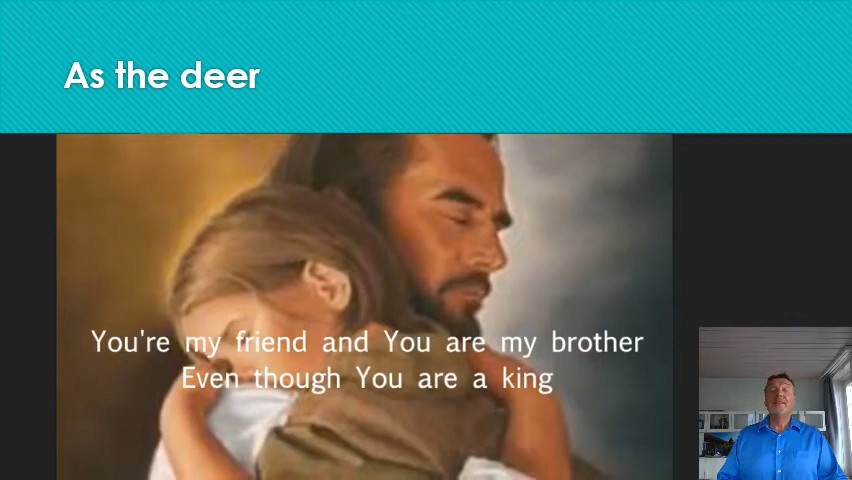 As the deer
You're my friend and You are my brother
Even though You are a king